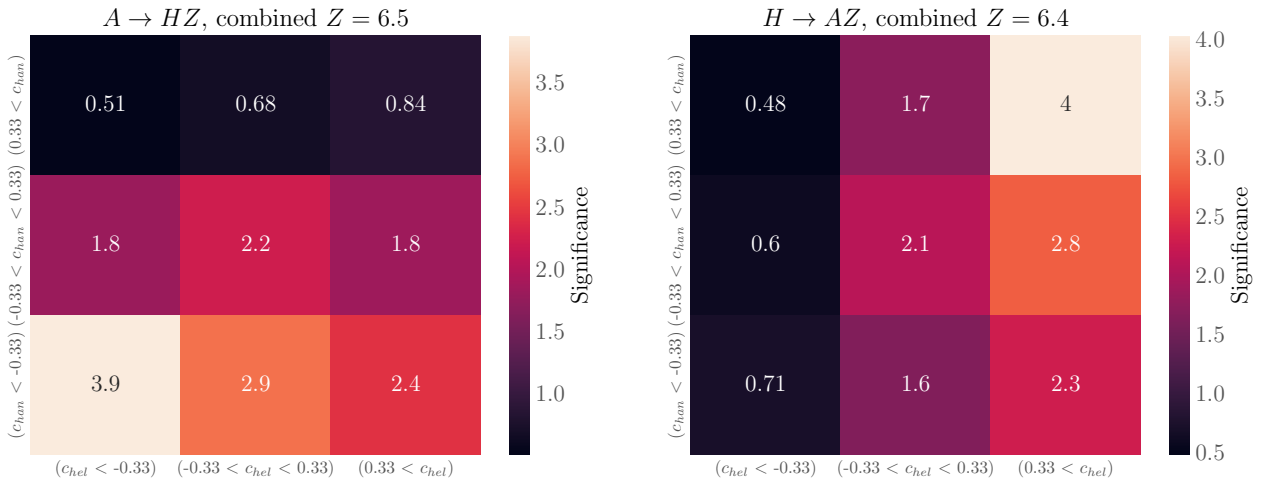 A → HZ, combined Z = 6.5
(c_han < -0.33) (-0.33 < c_han < 0.33) (0.33 < c_han)
0.51 0.68 0.84
1.8 2.2 1.8
3.9 2.9 2.4
(c_hel < -0.33) (-0.33 < c_hel < 0.33) (0.33 < c_hel)
3.5
3.0
2.5
2.0
1.5
1.0
Significance
H → AZ, combined Z = 6.4
(c_han < -0.33) (-0.33 < c_han < 0.33) (0.33 < c_han)
0.48 1.7 4
0.6 2.1 2.8
0.71 1.6 2.3
(c_hel < -0.33) (-0.33 < c_hel < 0.33) (0.33 < c_hel)
4.0
3.5
3.0
2.5
2.0
1.5
1.0
0.5
Significance